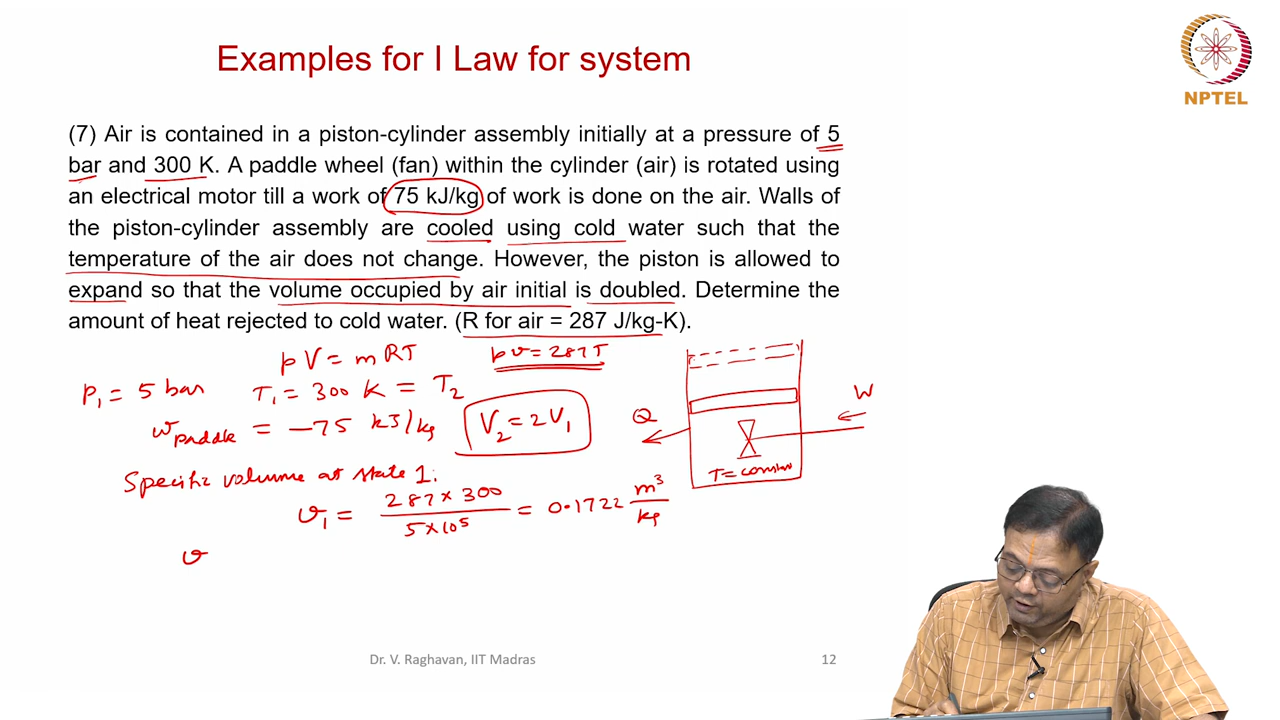 Examples for I Law for system
NPTEL
(7) Air is contained in a piston-cylinder assembly initially at a pressure of 5
bar and 300 K. A paddle wheel (fan) within the cylinder (air) is rotated using
an electrical motor till a work of 75 kJ/kg of work is done on the air. Walls of
the piston-cylinder assembly are cooled using cold water such that the
temperature of the air does not change. However, the piston is allowed to
expand so that the volume occupied by air initial is doubled. Determine the
amount of heat rejected to cold water. (R for air = 287 J/kg-K).
pV = mRT pv = 287T
P₁ = 5 bar T₁ = 300 K = T₂
w_paddle = -75 kJ/kg V₂ = 2V₁
Q
W
T = constant
Specific volume at state 1:
v₁ = 287 × 300 / 5 × 10⁵ = 0.1722 m³/kg
v
Dr. V. Raghavan, IIT Madras
12